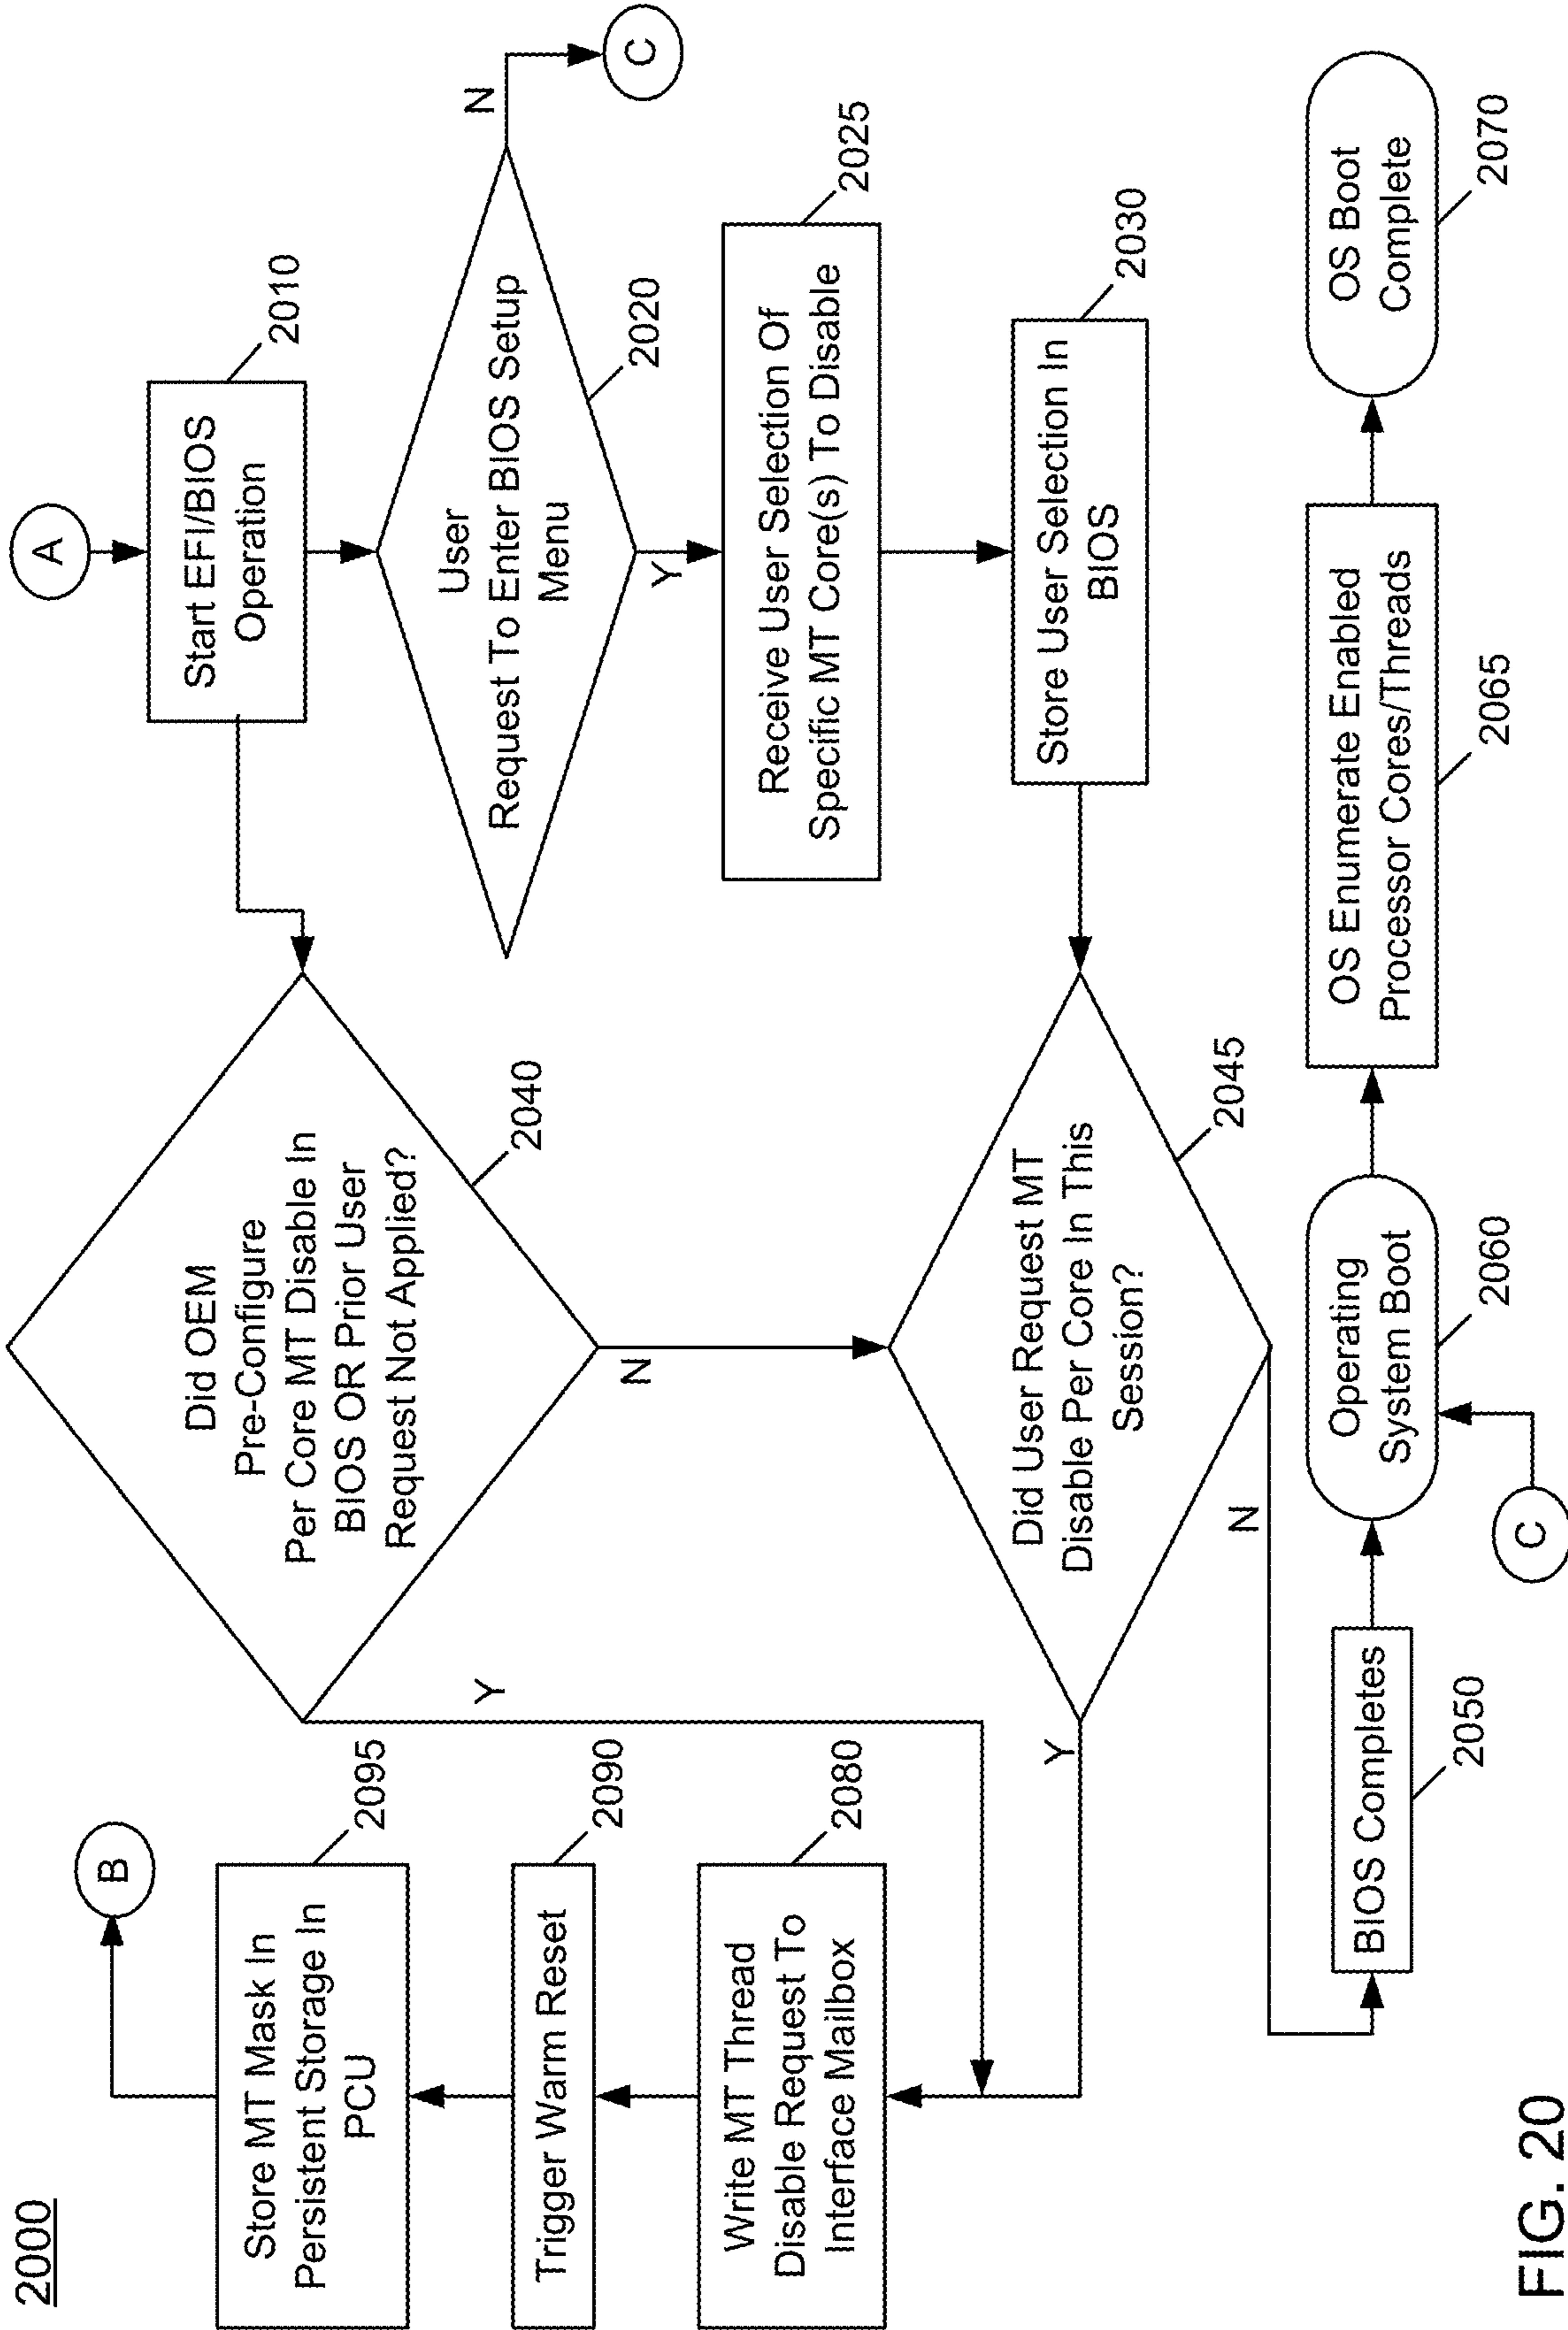 2000
A
Start EFI/BIOS
Operation
2010
User
Request To Enter BIOS Setup
Menu
2020
N
C
Y
Receive User Selection Of
Specific MT Core(s) To Disable
2025
Store User Selection In
BIOS
2030
Did OEM
Pre-Configure
Per Core MT Disable In
BIOS OR Prior User
Request Not Applied?
2040
Y
N
Did User Request MT
Disable Per Core In This
Session?
2045
Y
N
B
Store MT Mask In
Persistent Storage In
PCU
2095
Trigger Warm Reset
2090
Write MT Thread
Disable Request To
Interface Mailbox
2080
BIOS Completes
2050
Operating
System Boot
2060
C
OS Enumerate Enabled
Processor Cores/Threads
2065
OS Boot
Complete
2070
FIG. 20